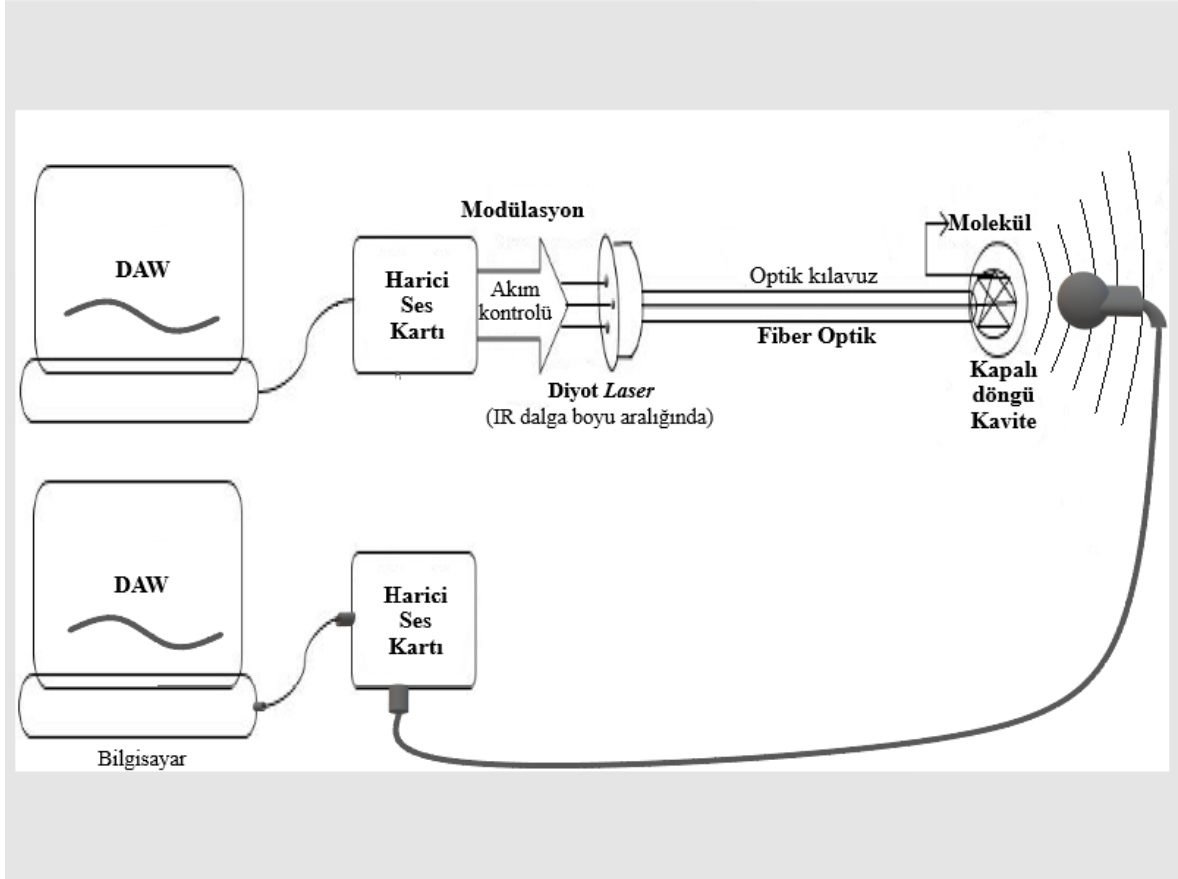 DAW
Harici
Ses
Kartı
Modülasyon
Akım
kontrolü
Diyot Laser
(IR dalga boyu aralığında)
Optik kılavuz
Fiber Optik
Molekül
Kapalı
döngü
Kavite
DAW
Bilgisayar
Harici
Ses
Kartı